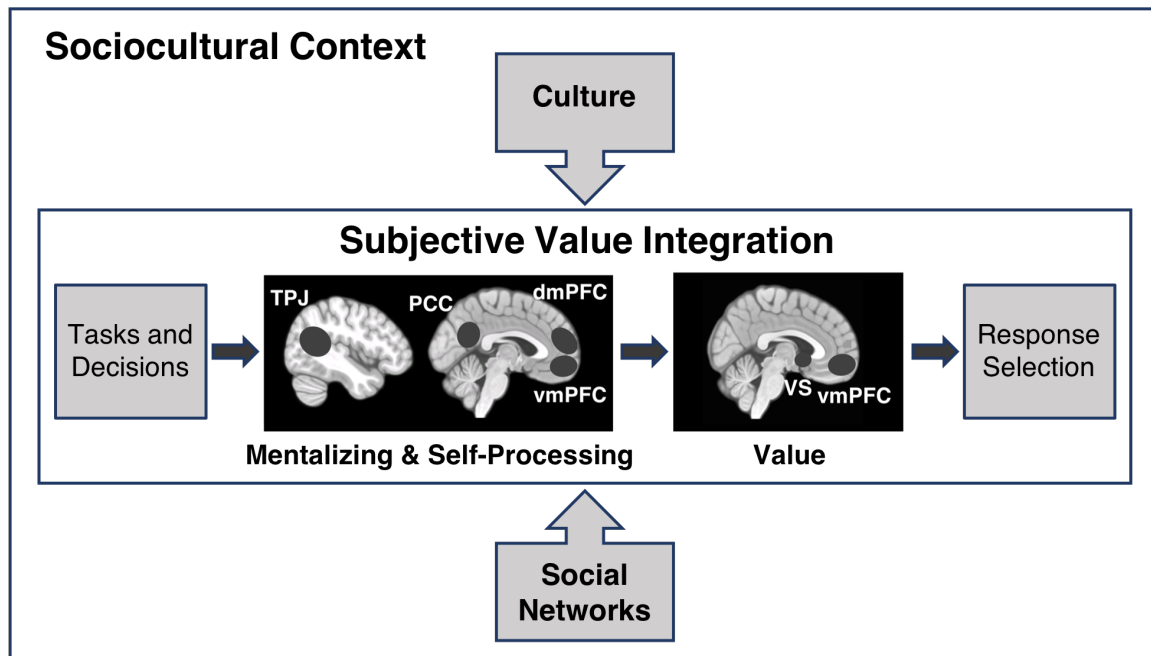 Sociocultural Context
Culture
Subjective Value Integration
Tasks and
Decisions
TPJ
PCC
dmPFC
vmPFC
Mentalizing & Self-Processing
VS
vmPFC
Value
Response
Selection
Social
Networks